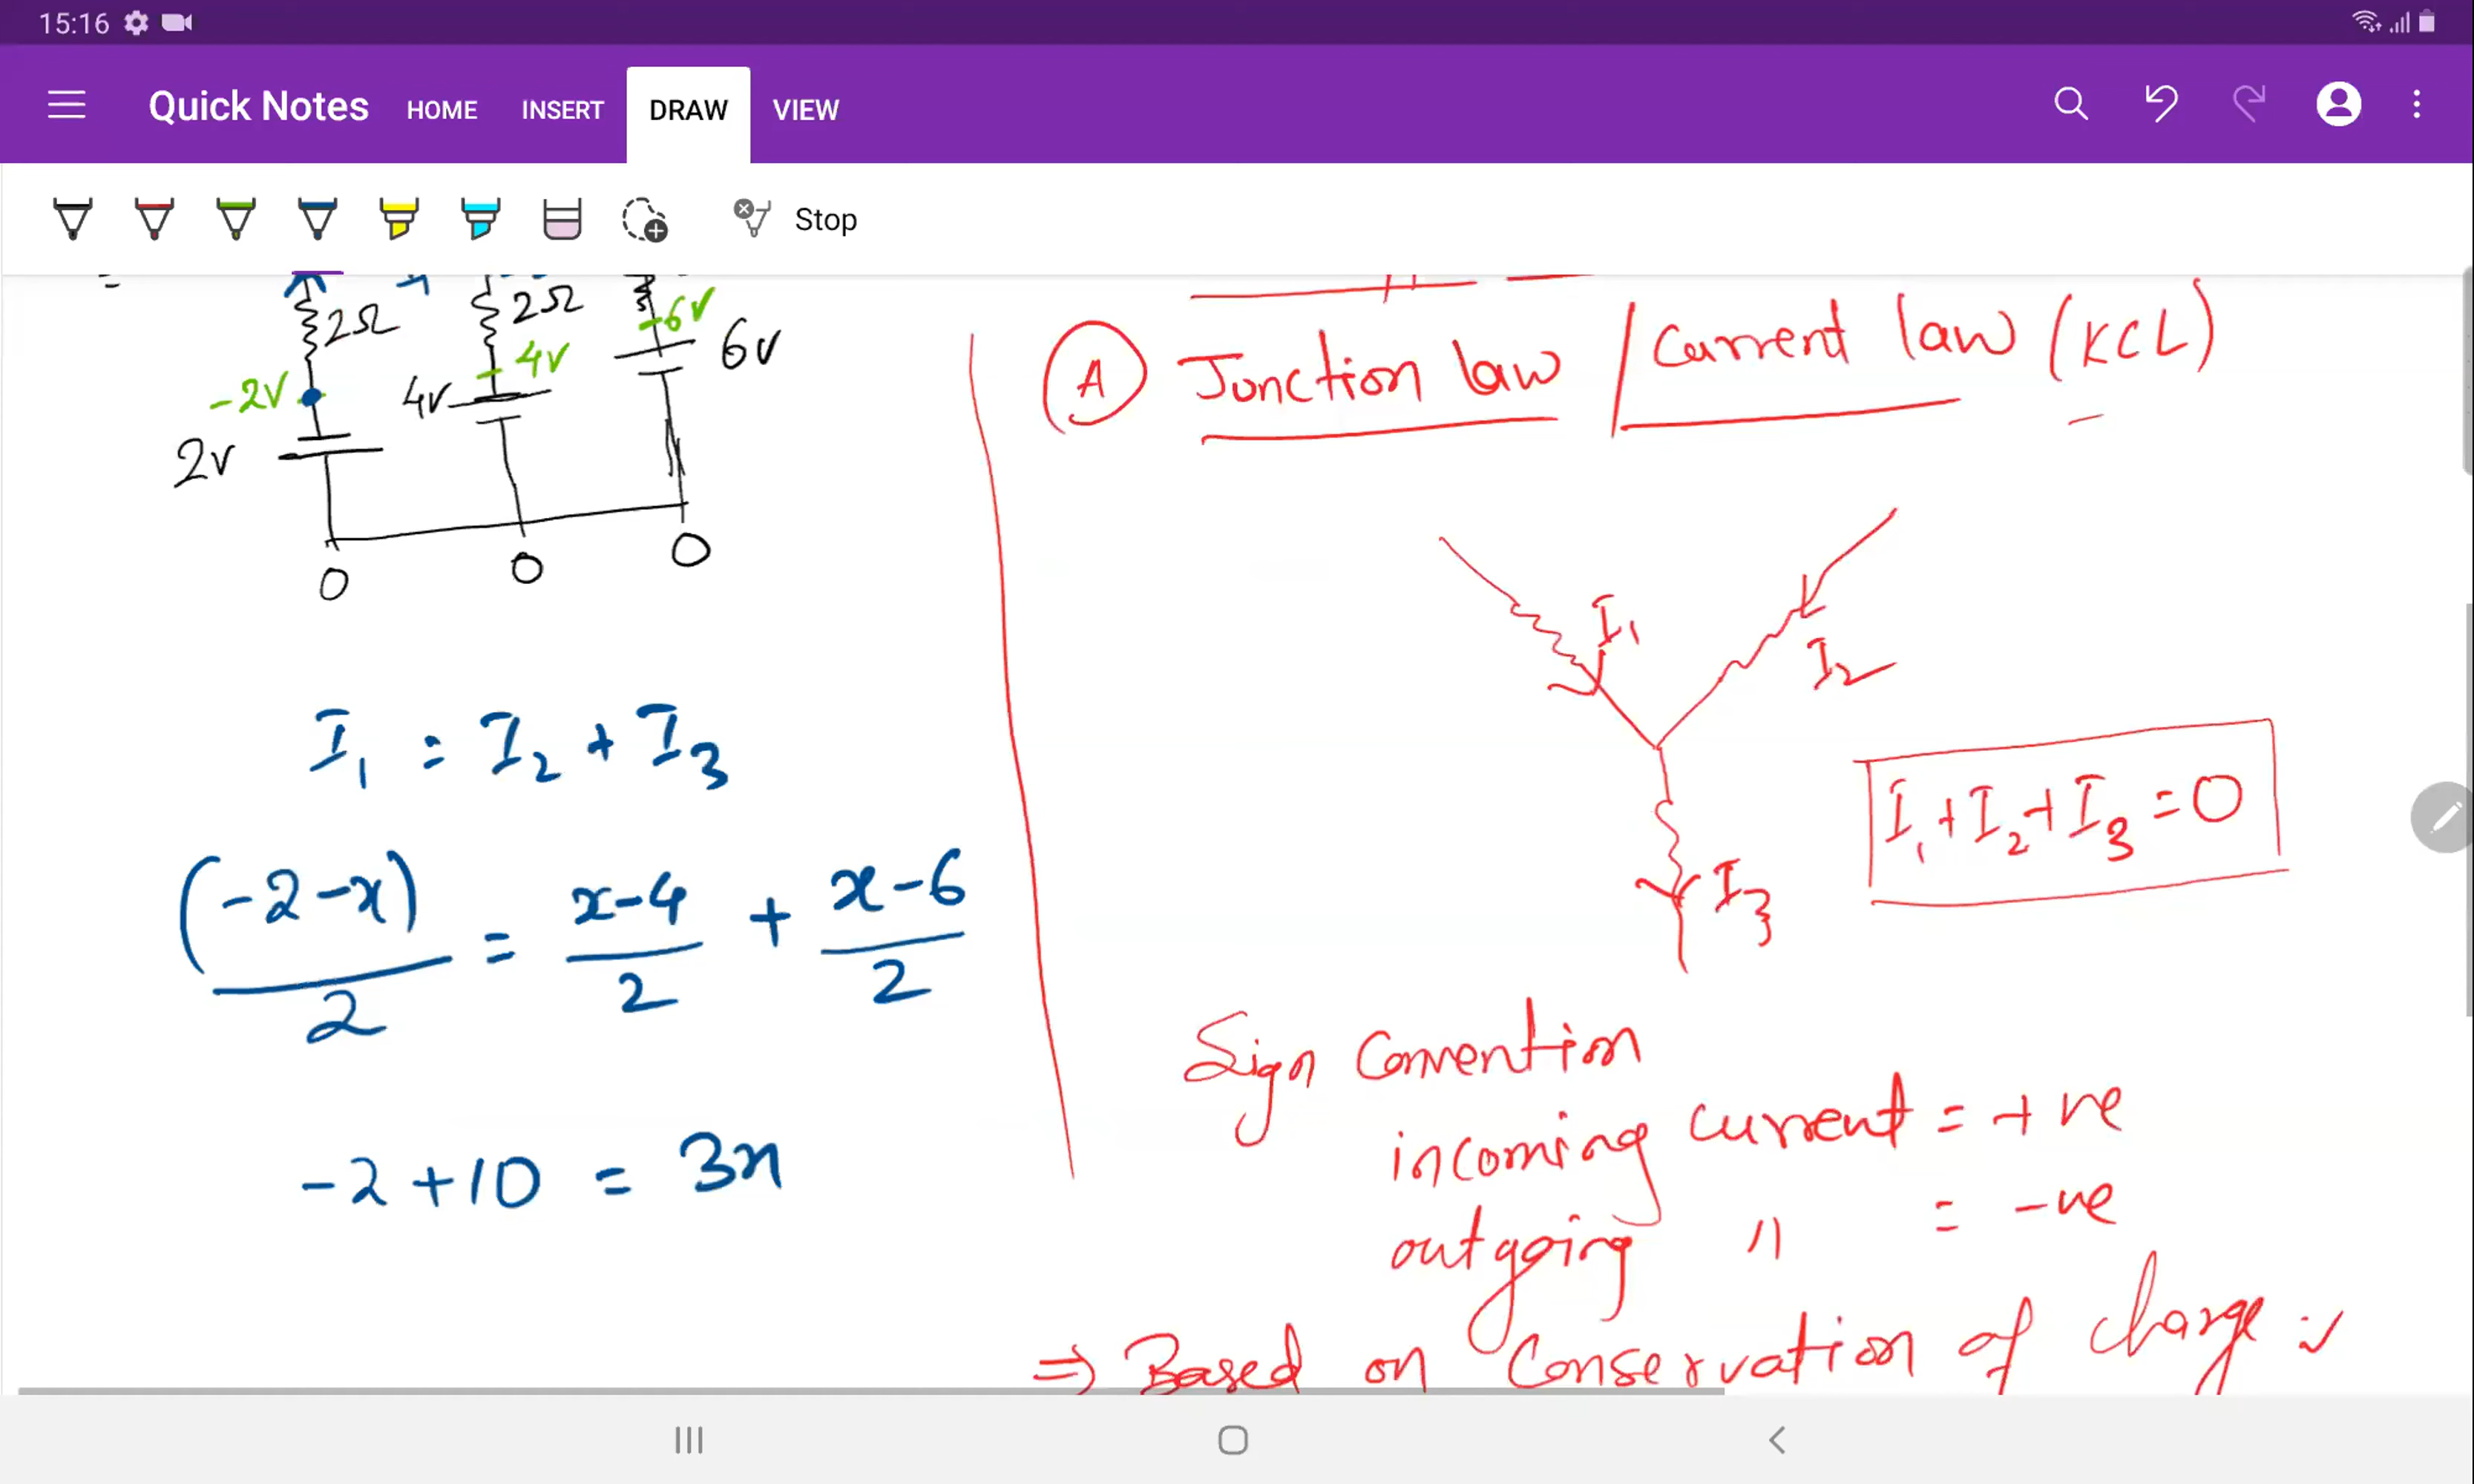 15:16
Quick Notes HOME INSERT DRAW VIEW
Stop
2Ω 2Ω -6V
-2V 4V -4V 6V
2V
0 0 0
I₁ = I₂ + I₃
(-2-x)/2 = x-4/2 + x-6/2
-2+10 = 3x
A Junction law / Current law (KCL)
I₁
I₂
I₃
I₁+I₂+I₃=0
Sign Convention
incoming current = +ve
outgoing " = -ve
⇒ Based on Conservation of charge